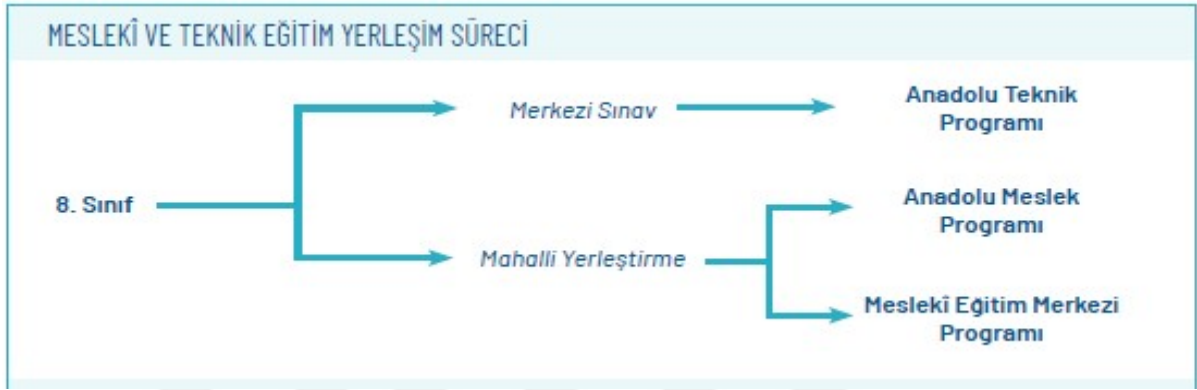 MESLEKÎ VE TEKNİK EĞİTİM YERLEŞİM SÜRECİ
8. Sınıf
Merkezi Sınav
Anadolu Teknik
Programı
Mahalli Yerleştirme
Anadolu Meslek
Programı
Meslekî Eğitim Merkezi
Programı